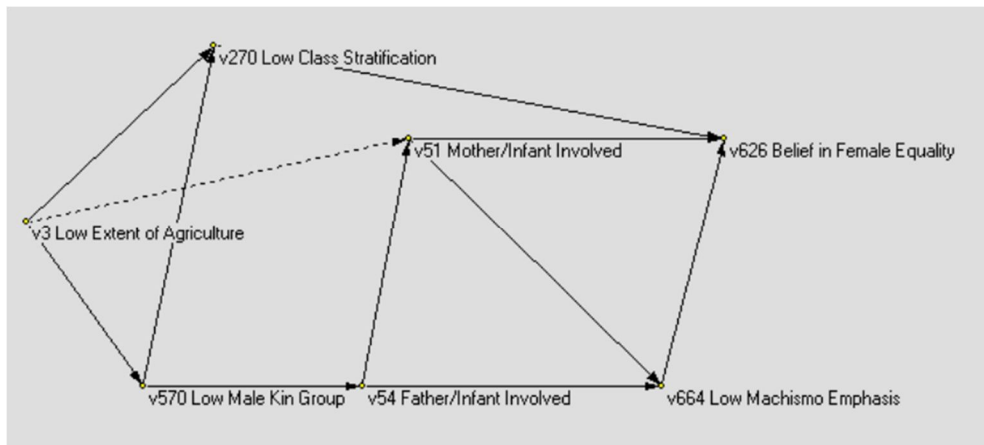 v270 Low Class Stratification
v51 Mother/Infant Involved
v626 Belief in Female Equality
v3 Low Extent of Agriculture
v570 Low Male Kin Group
v54 Father/Infant Involved
v664 Low Machismo Emphasis